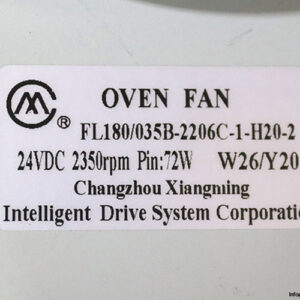 OVEN FAN
® FL180/035B-2206C-1-H20-2
24VDC 2350rpm Pin:72W W26/Y20
Changzhou Xiangming
Intelligent Drive System Corporatio